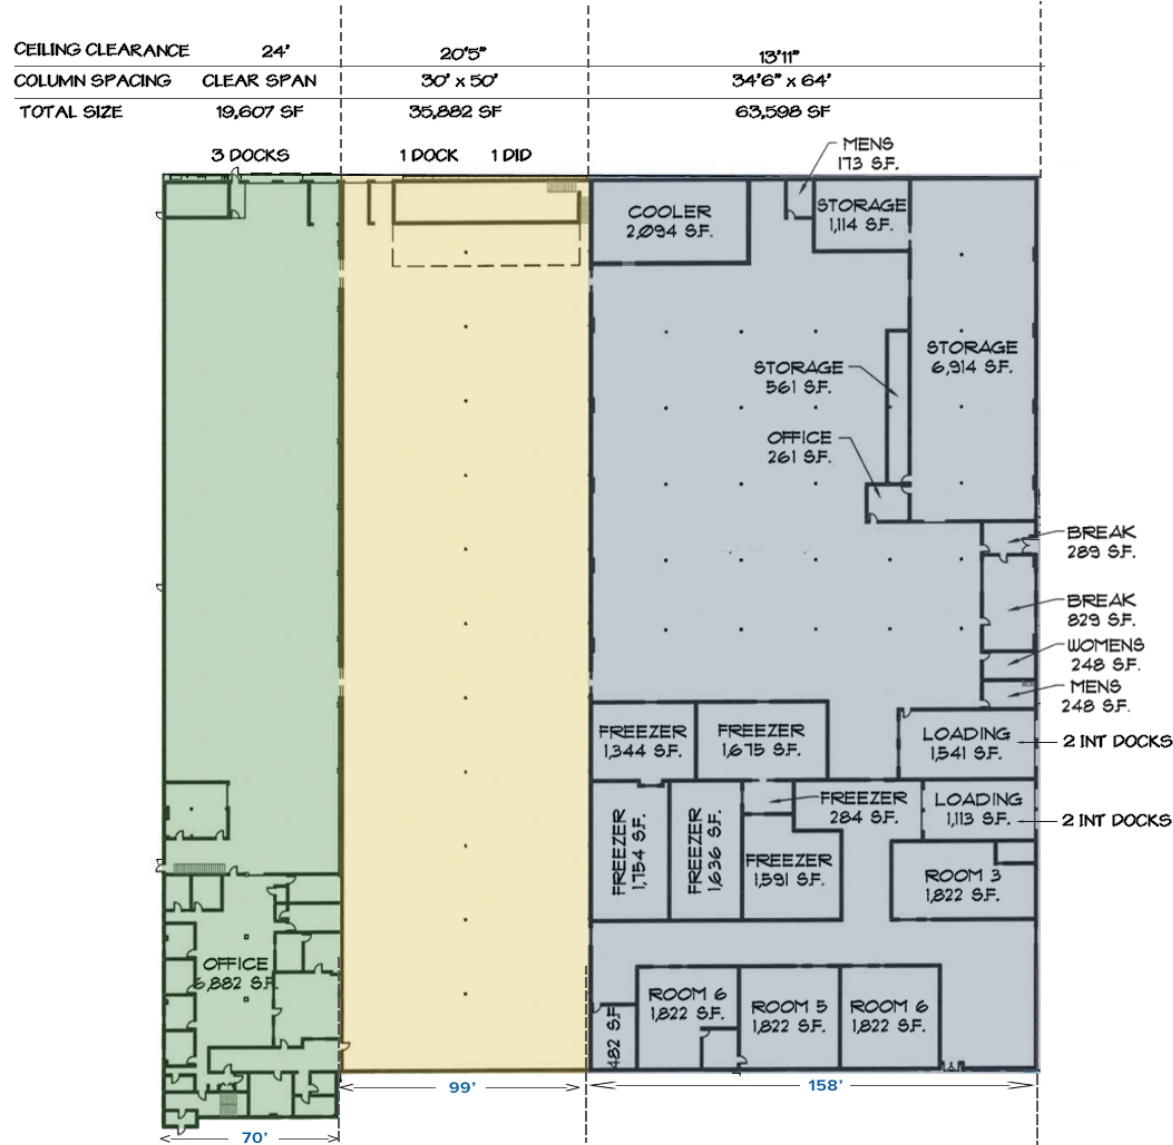 CEILING CLEARANCE 24' 20'5" 13'11"
COLUMN SPACING CLEAR SPAN 30' x 50' 34'6" x 64'
TOTAL SIZE 19,607 SF 35,882 SF 63,598 SF
3 DOCKS 1 DOCK 1 DID
MENS
173 S.F.
COOLER
2,094 S.F.
STORAGE
1,114 S.F.
STORAGE
6,914 S.F.
STORAGE
561 S.F.
OFFICE
261 S.F.
BREAK
289 S.F.
BREAK
829 S.F.
WOMENS
248 S.F.
MENS
248 S.F.
FREEZER
1,344 S.F.
FREEZER
1,675 S.F.
LOADING
1,541 S.F.
2 INT DOCKS
FREEZER
284 S.F.
LOADING
1,113 S.F.
2 INT DOCKS
FREEZER
1,754 S.F.
FREEZER
1,636 S.F.
FREEZER
1,591 S.F.
ROOM 3
1,822 S.F.
OFFICE
6,882 S.F.
482 S.F.
ROOM 6
1,822 S.F.
ROOM 5
1,822 S.F.
ROOM 6
1,822 S.F.
99'
158'
70'